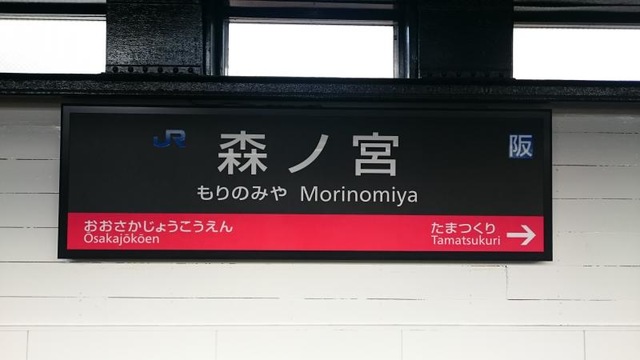 JR 森ノ宮 阪
もりのみや Morinomiya
おおさかじょうこうえん たまつくり
Ōsakajōkōen Tamatsukuri →